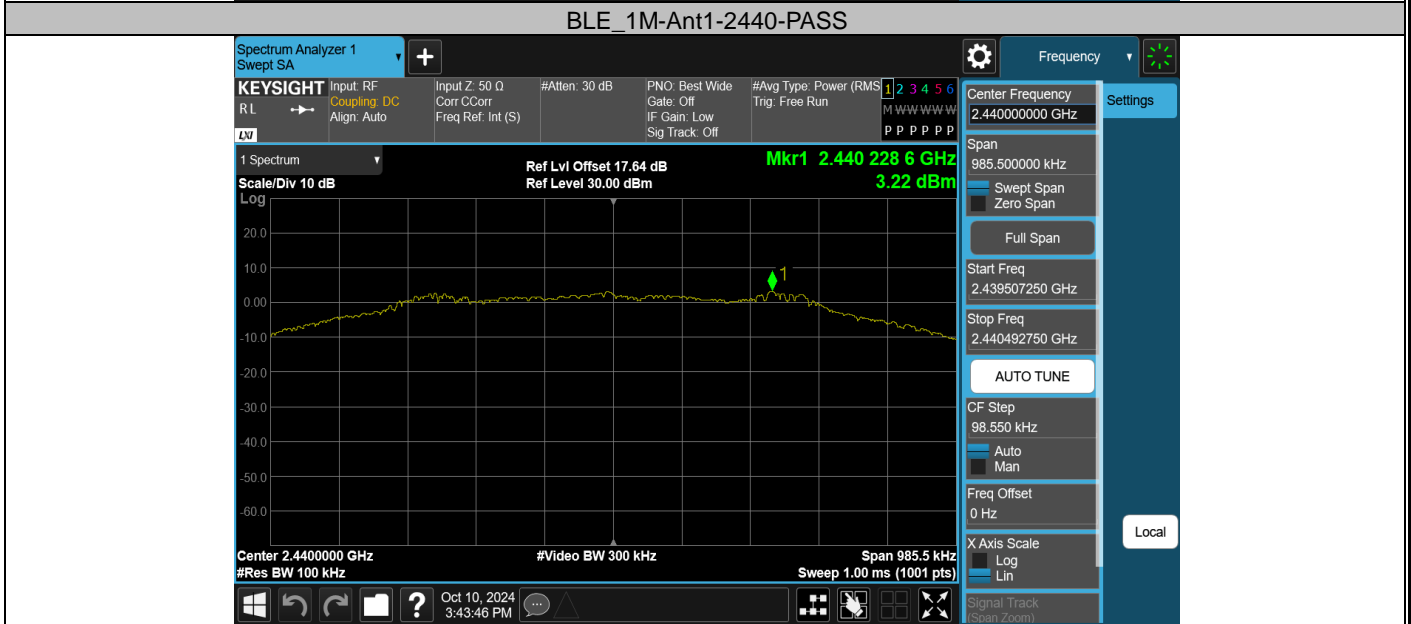 BLE_1M-Ant1-2440-PASS
Spectrum Analyzer 1
Swept SA
+
Frequency
KEYSIGHT
RL
LXI
Input: RF
Coupling: DC
Align: Auto
Input Z: 50 Ω
Corr CCorr
Freq Ref: Int (S)
#Atten: 30 dB
PNO: Best Wide
Gate: Off
IF Gain: Low
Sig Track: Off
#Avg Type: Power (RMS
Trig: Free Run
1 2 3 4 5 6
M W W W W W
P P P P P P
1 Spectrum
Ref Lvl Offset 17.64 dB
Mkr1 2.440 228 6 GHz
Scale/Div 10 dB
Ref Level 30.00 dBm
3.22 dBm
Log
20.0
10.0
0.00
-10.0
-20.0
-30.0
-40.0
-50.0
-60.0
1
Center 2.4400000 GHz
#Video BW 300 kHz
Span 985.5 kHz
#Res BW 100 kHz
Sweep 1.00 ms (1001 pts)
Center Frequency
2.440000000 GHz
Settings
Span
985.500000 kHz
Swept Span
Zero Span
Full Span
Start Freq
2.439507250 GHz
Stop Freq
2.440492750 GHz
AUTO TUNE
CF Step
98.550 kHz
Auto
Man
Freq Offset
0 Hz
X Axis Scale
Log
Lin
Signal Track
(Span Zoom)
Local
?
Oct 10, 2024
3:43:46 PM